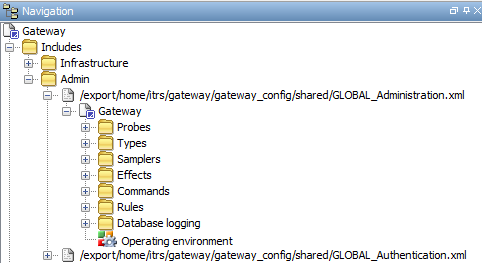 Navigation
Gateway
Includes
Infrastructure
Admin
/export/home/itrs/gateway/gateway_config/shared/GLOBAL_Administration.xml
Gateway
Probes
Types
Samplers
Effects
Commands
Rules
Database logging
Operating environment
/export/home/itrs/gateway/gateway_config/shared/GLOBAL_Authentication.xml